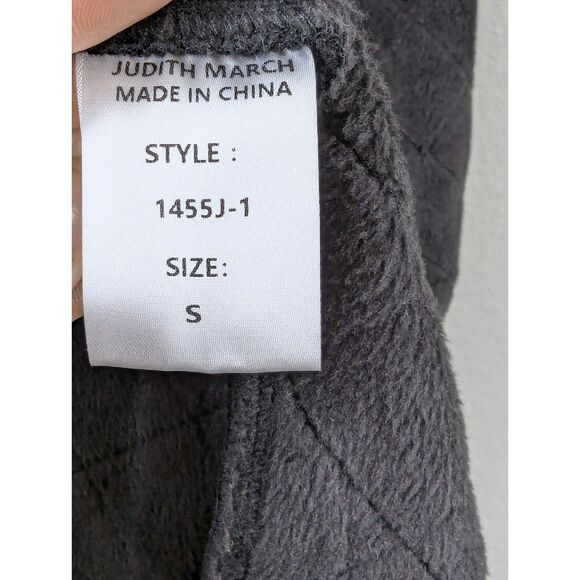 JUDITH MARCH
MADE IN CHINA
STYLE :
1455J-1
SIZE:
S